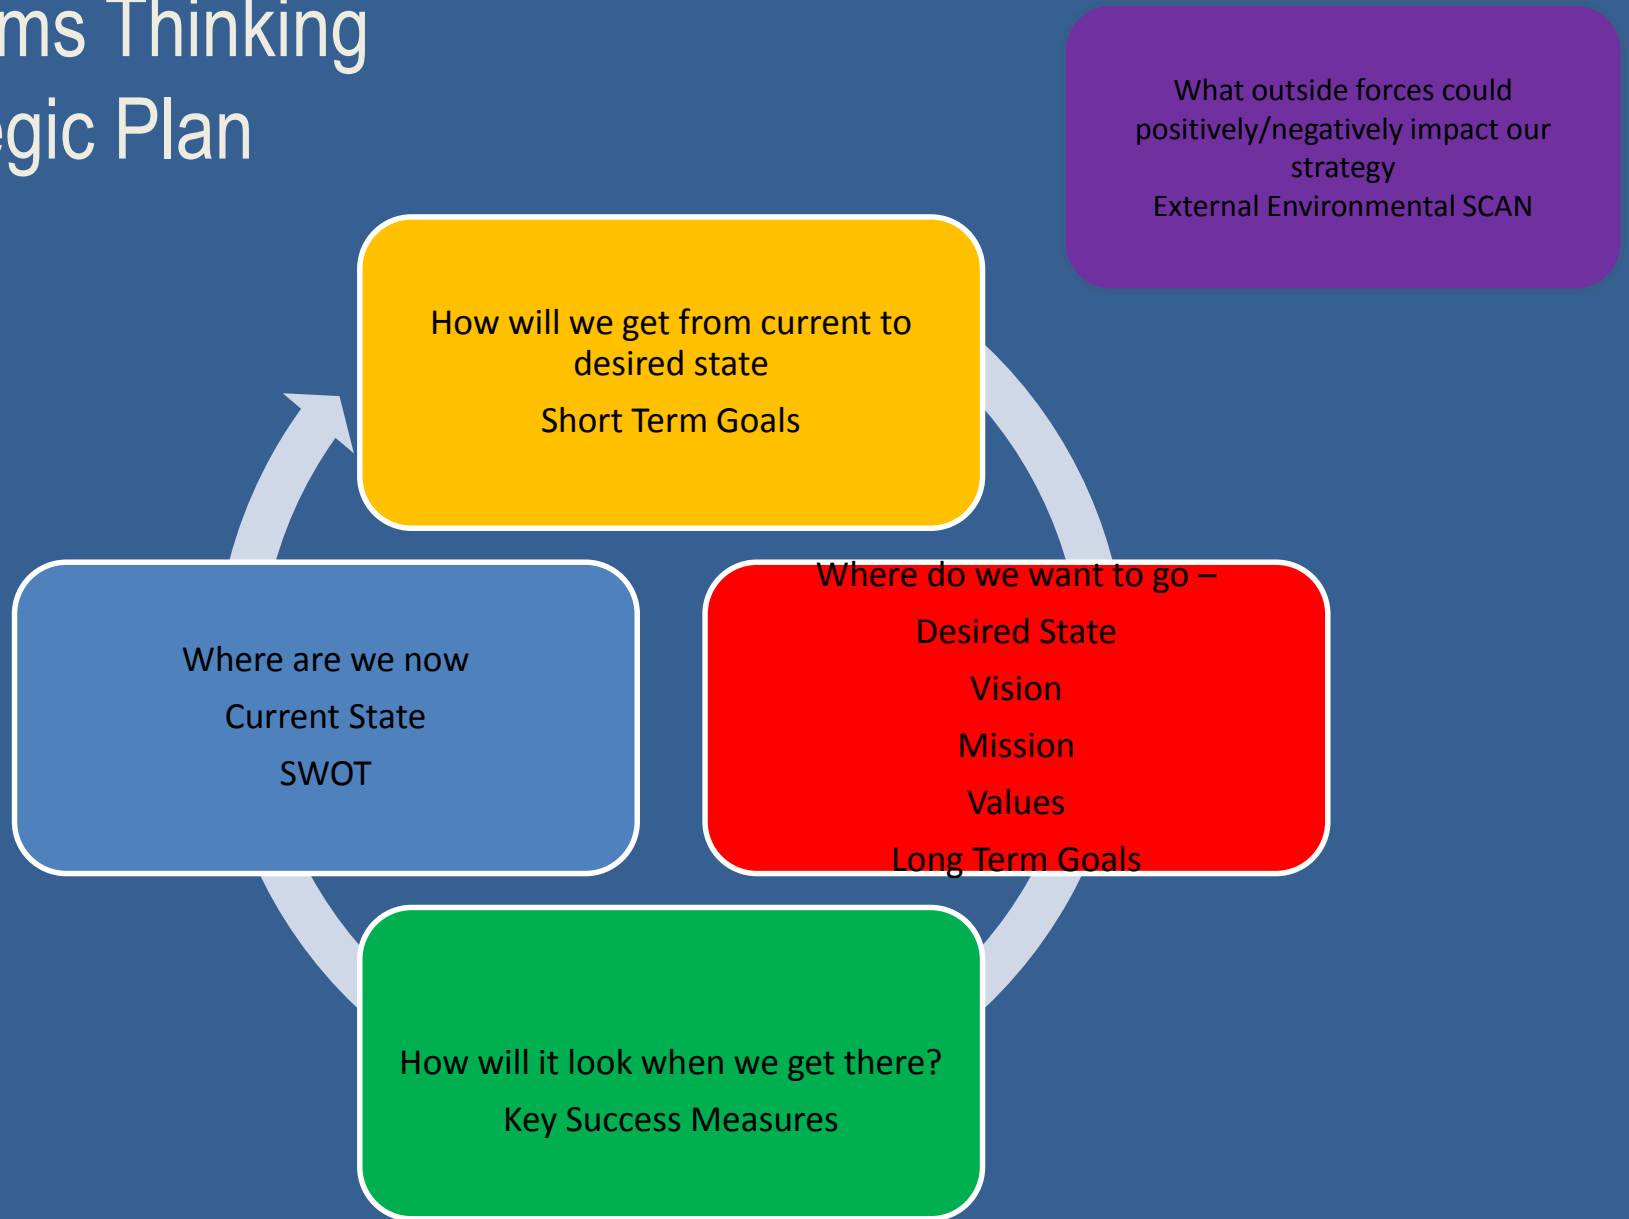 ms Thinking
egic Plan
What outside forces could
positively/negatively impact our
strategy
External Environmental SCAN
How will we get from current to
desired state
Short Term Goals
Where are we now
Current State
SWOT
Where do we want to go –
Desired State
Vision
Mission
Values
Long Term Goals
How will it look when we get there?
Key Success Measures